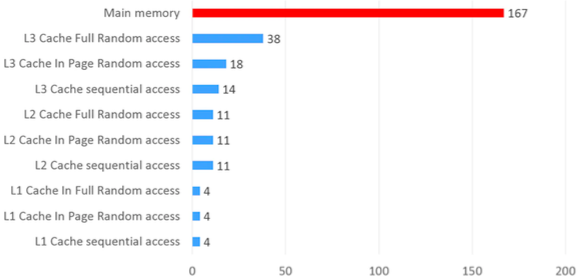 Main memory 167
L3 Cache Full Random access 38
L3 Cache In Page Random access 18
L3 Cache sequential access 14
L2 Cache Full Random access 11
L2 Cache In Page Random access 11
L2 Cache sequential access 11
L1 Cache In Full Random access 4
L1 Cache In Page Random access 4
L1 Cache sequential access 4
0 50 100 150 200